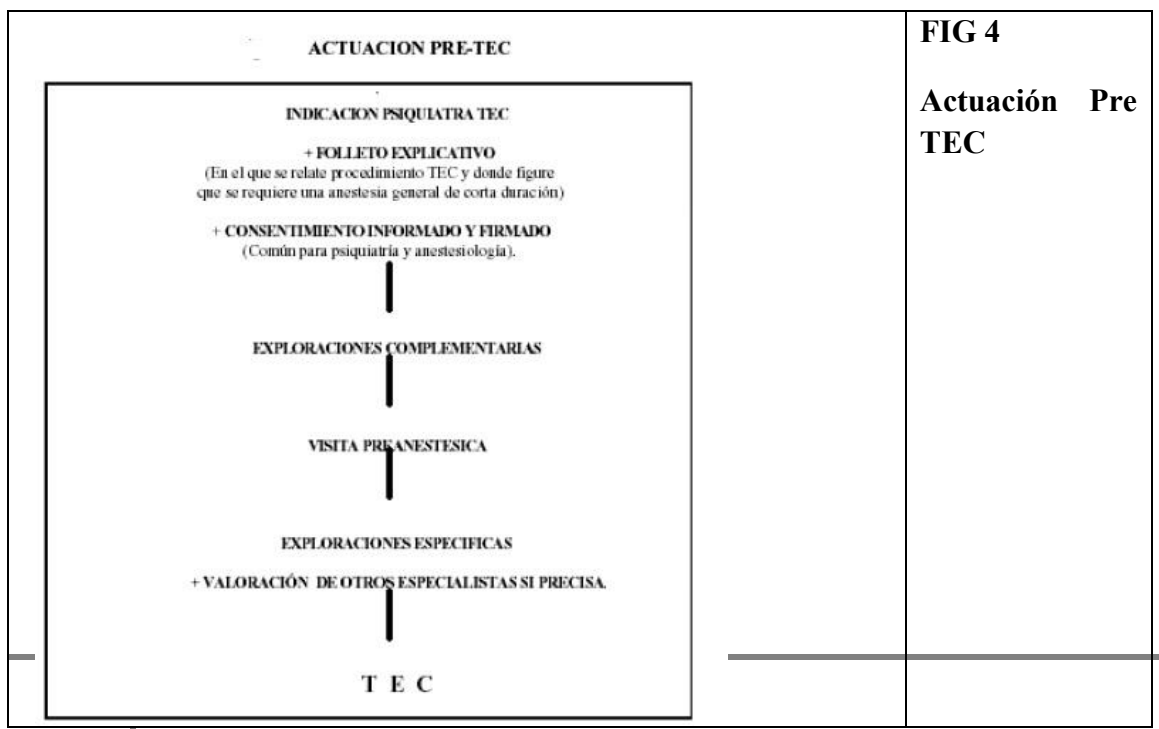 ACTUACION PRE-TEC
INDICACION PSIQUIATRA TEC
+ FOLLETO EXPLICATIVO
(En el que se relate procedimiento TEC y donde figure
que se requiere una anestesia general de corta duración)
+ CONSENTIMIENTO INFORMADO Y FIRMADO
(Común para psiquiatría y anestesiología).
EXPLORACIONES COMPLEMENTARIAS
VISITA PREANESTESICA
EXPLORACIONES ESPECIFICAS
+ VALORACIÓN DE OTROS ESPECIALISTAS SI PRECISA.
T E C
FIG 4
Actuación Pre
TEC